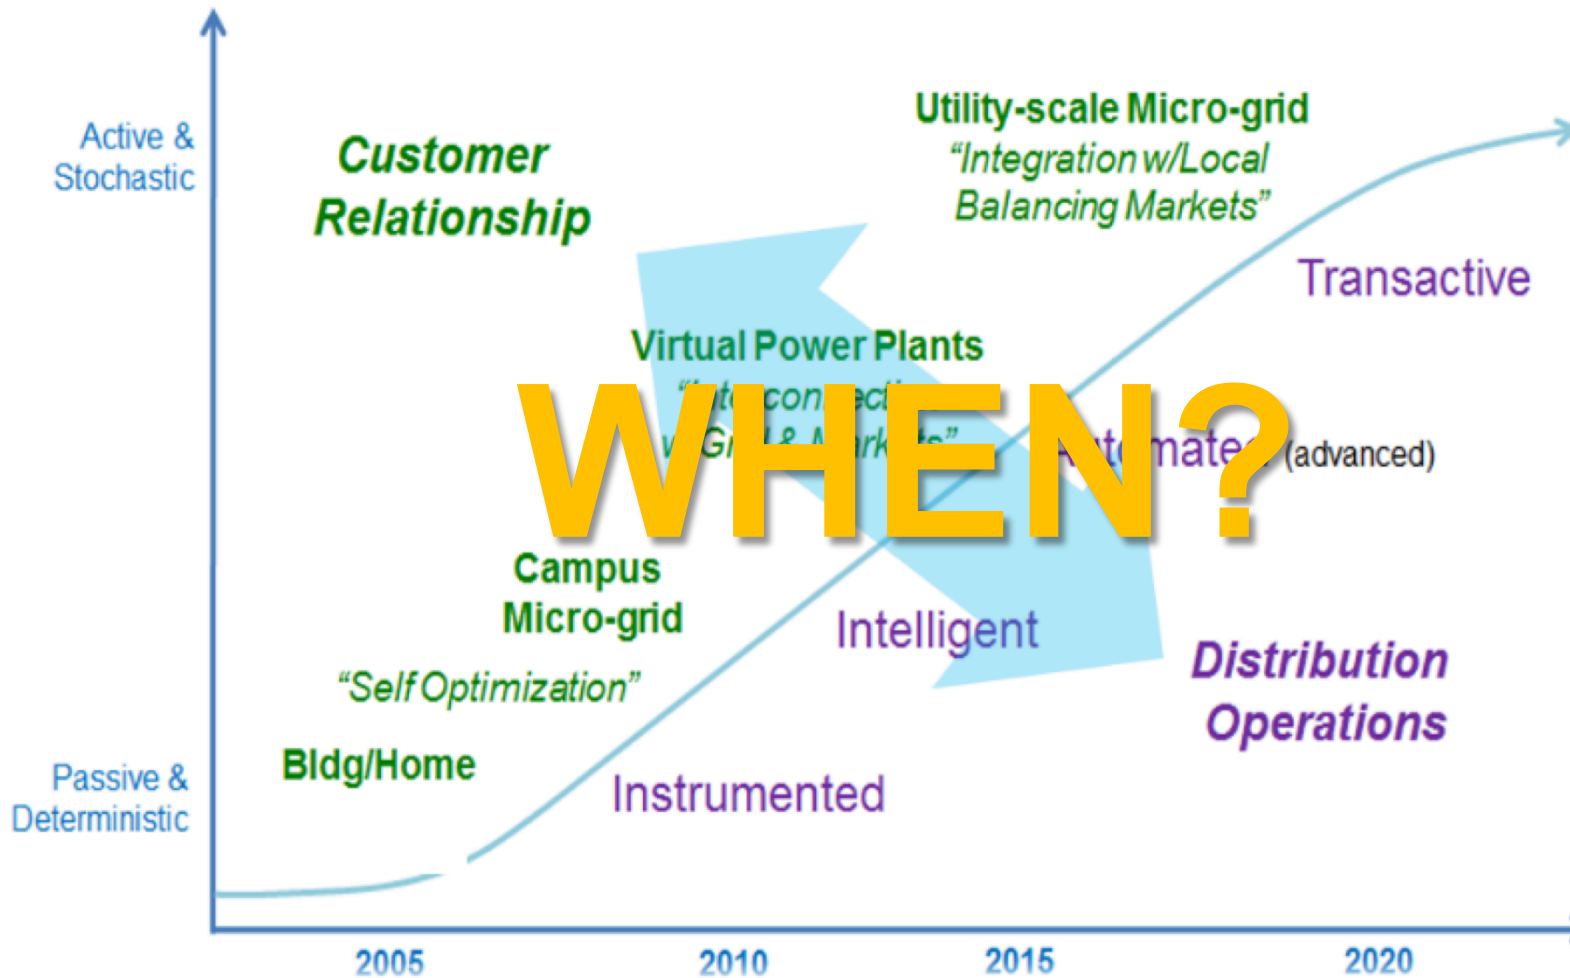 Active &
Stochastic
Customer
Relationship
Utility-scale Micro-grid
“Integration w/Local
Balancing Markets”
Transactive
Virtual Power Plants
WHEN?
(advanced)
Campus
Micro-grid
Intelligent
“Self Optimization”
Distribution
Operations
Bldg/Home
Instrumented
Passive &
Deterministic
2005
2010
2015
2020